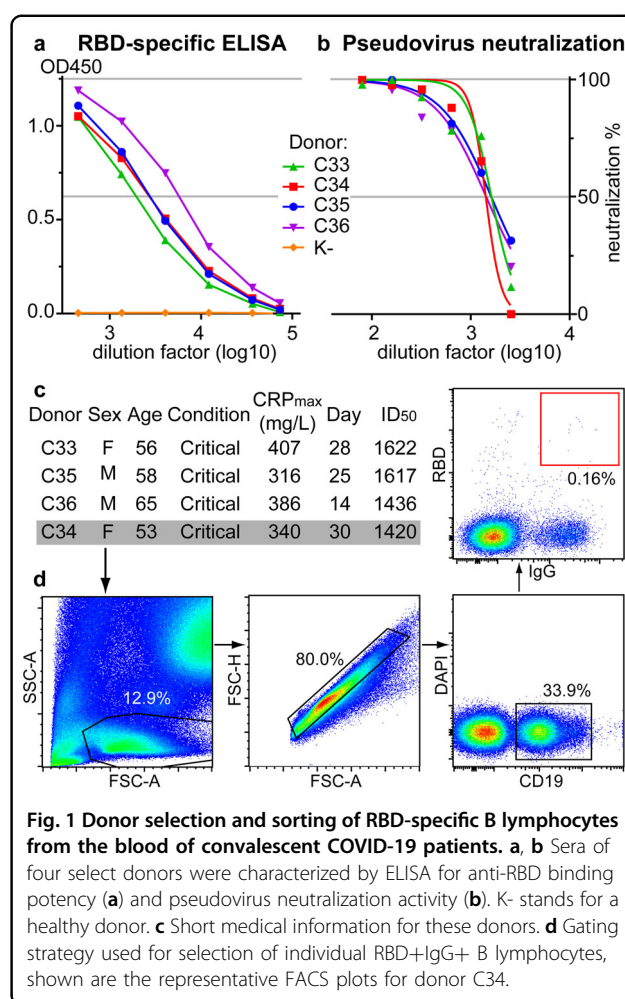 a RBD-specific ELISA
OD450
1.0
0.5
0.0
3 4 5
dilution factor (log10)
Donor:
C33
C34
C35
C36
K-
b Pseudovirus neutralization
100
50
0
neutralization %
2 3 4
dilution factor (log10)
c
Donor Sex Age Condition CRPmax (mg/L) Day ID50
C33 F 56 Critical 407 28 1622
C35 M 58 Critical 316 25 1617
C36 M 65 Critical 386 14 1436
C34 F 53 Critical 340 30 1420
RBD
0.16%
IgG
d
SSC-A
12.9%
FSC-A
FSC-H
80.0%
FSC-A
DAPI
33.9%
CD19
Fig. 1 Donor selection and sorting of RBD-specific B lymphocytes
from the blood of convalescent COVID-19 patients. a, b Sera of
four select donors were characterized by ELISA for anti-RBD binding
potency (a) and pseudovirus neutralization activity (b). K- stands for a
healthy donor. c Short medical information for these donors. d Gating
strategy used for selection of individual RBD+IgG+ B lymphocytes,
shown are the representative FACS plots for donor C34.